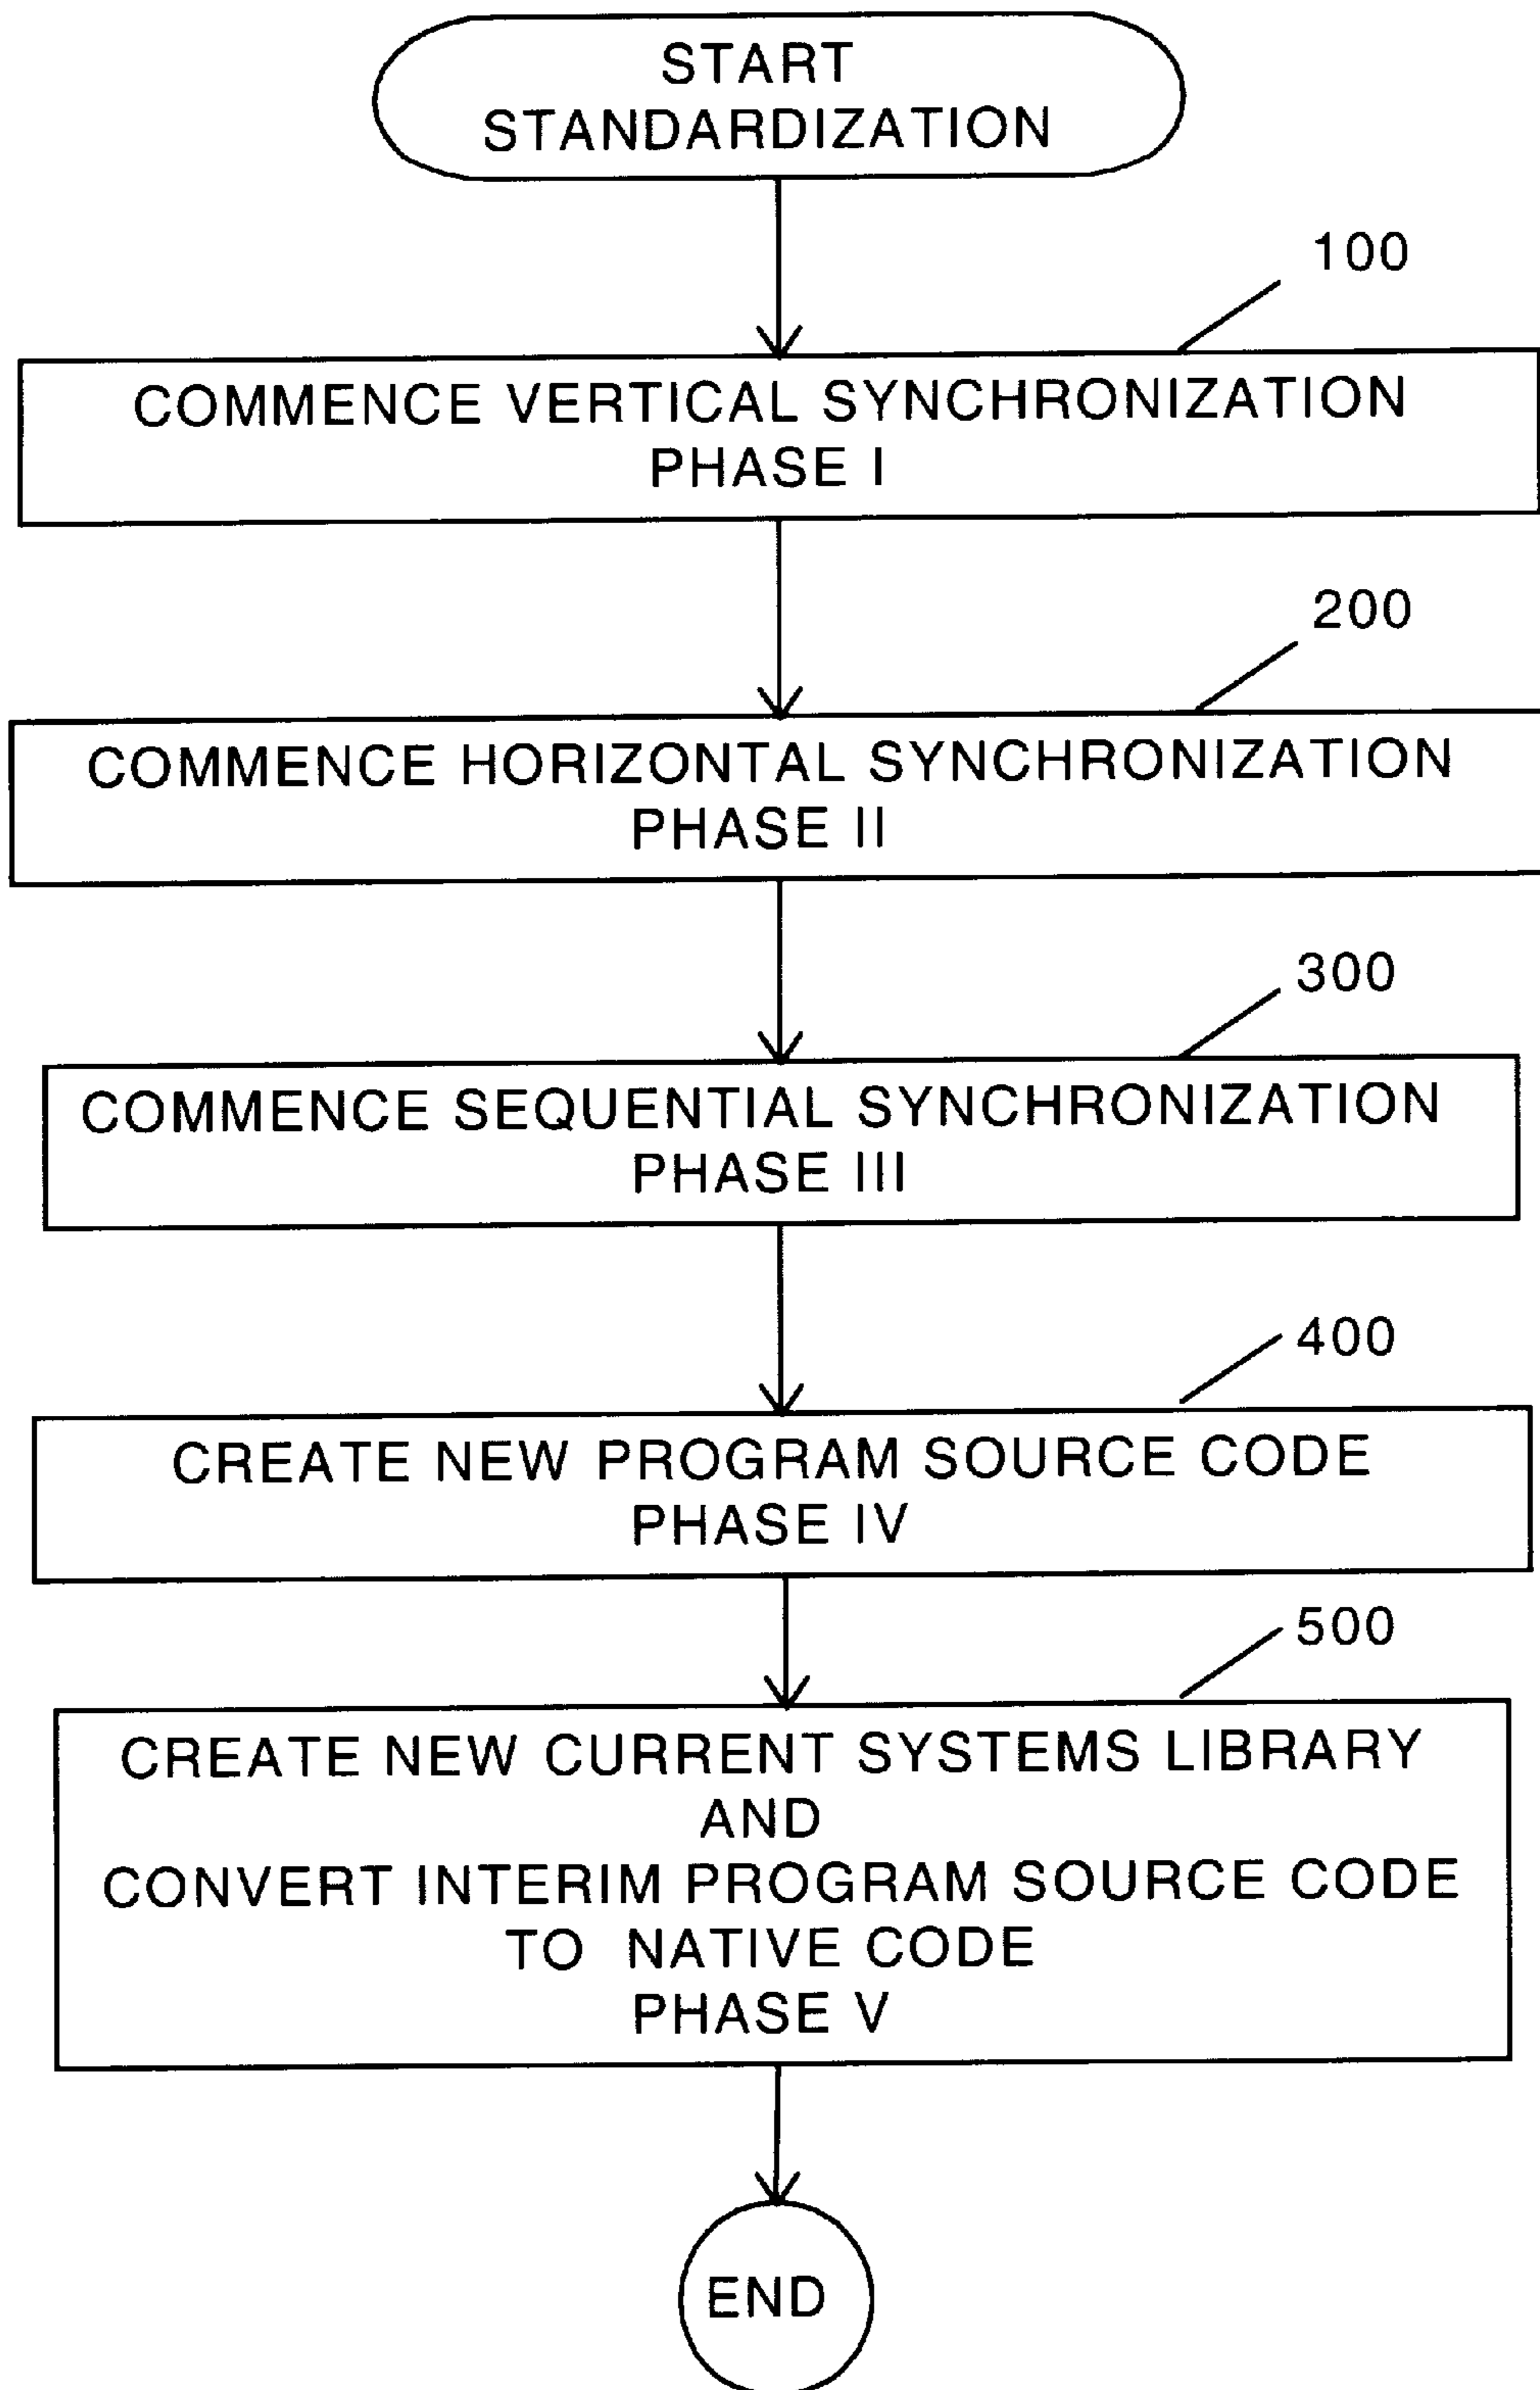 START
STANDARDIZATION
100
COMMENCE VERTICAL SYNCHRONIZATION
PHASE I
200
COMMENCE HORIZONTAL SYNCHRONIZATION
PHASE II
300
COMMENCE SEQUENTIAL SYNCHRONIZATION
PHASE III
400
CREATE NEW PROGRAM SOURCE CODE
PHASE IV
500
CREATE NEW CURRENT SYSTEMS LIBRARY
AND
CONVERT INTERIM PROGRAM SOURCE CODE
TO NATIVE CODE
PHASE V
END